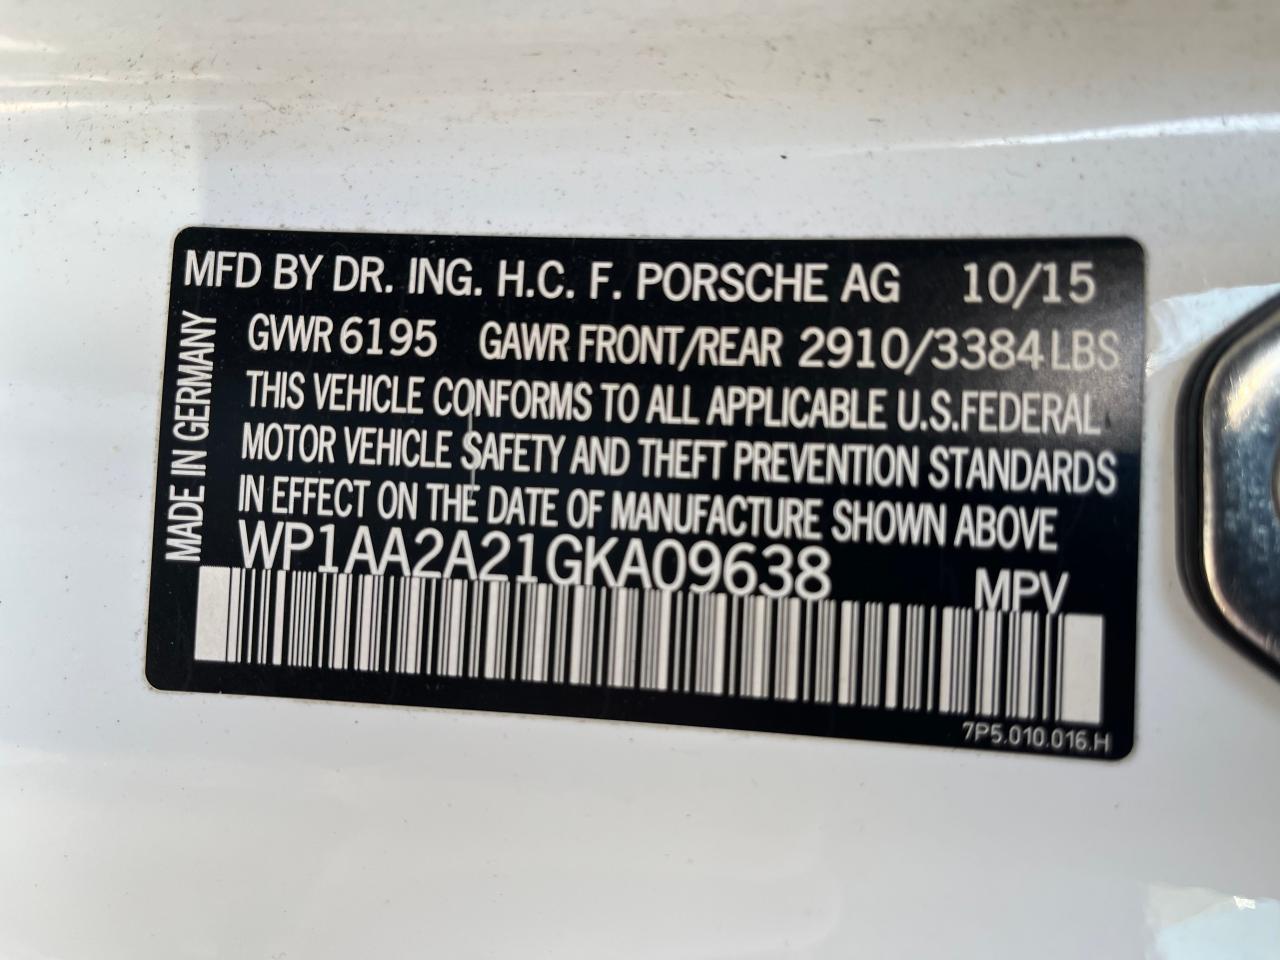 MFD BY DR. ING. H.C. F. PORSCHE AG 10/15
GVWR 6195 GAWR FRONT/REAR 2910/3384 LBS
THIS VEHICLE CONFORMS TO ALL APPLICABLE U.S.FEDERAL
MOTOR VEHICLE SAFETY AND THEFT PREVENTION STANDARDS
IN EFFECT ON THE DATE OF MANUFACTURE SHOWN ABOVE
WP1AA2A21GKA09638 MPV
7P5.010.016.H
MADE IN GERMANY